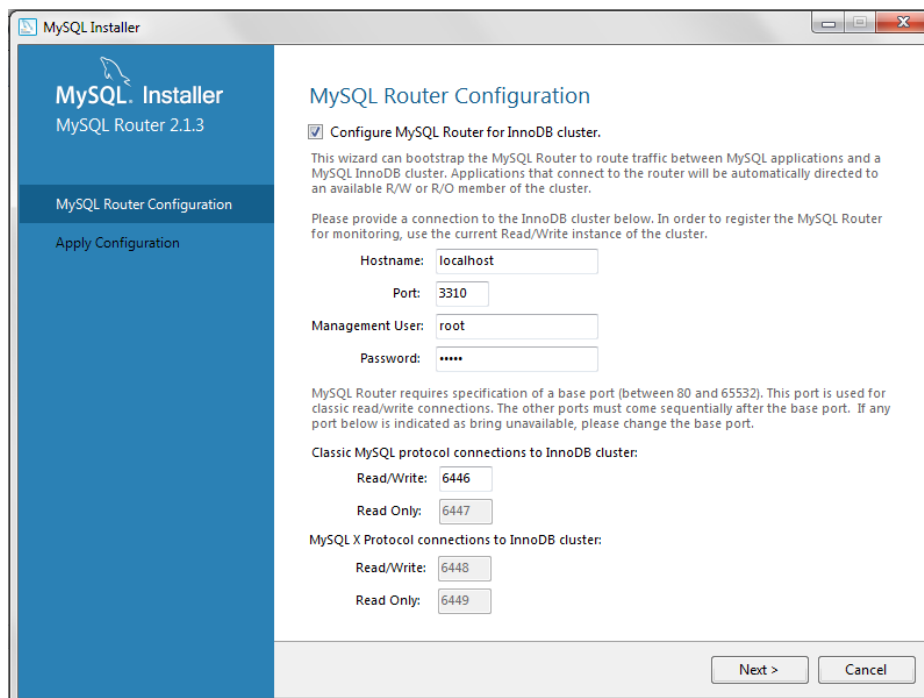 MySQL Installer
MySQL. Installer
MySQL Router 2.1.3
MySQL Router Configuration
Apply Configuration
MySQL Router Configuration
Configure MySQL Router for InnoDB cluster.
This wizard can bootstrap the MySQL Router to route traffic between MySQL applications and a
MySQL InnoDB cluster. Applications that connect to the router will be automatically directed to
an available R/W or R/O member of the cluster.
Please provide a connection to the InnoDB cluster below. In order to register the MySQL Router
for monitoring, use the current Read/Write instance of the cluster.
Hostname: localhost
Port: 3310
Management User: root
Password: •••••
MySQL Router requires specification of a base port (between 80 and 65532). This port is used for
classic read/write connections. The other ports must come sequentially after the base port. If any
port below is indicated as bring unavailable, please change the base port.
Classic MySQL protocol connections to InnoDB cluster:
Read/Write: 6446
Read Only: 6447
MySQL X Protocol connections to InnoDB cluster:
Read/Write: 6448
Read Only: 6449
Next >
Cancel